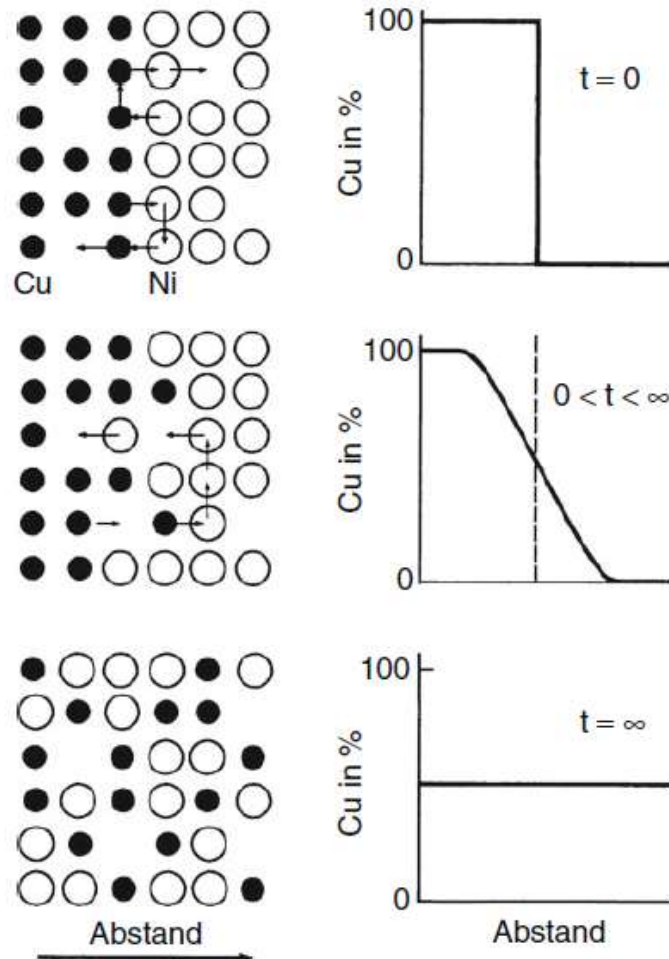 100
Cu in %
t = 0
0
Cu
Ni
100
Cu in %
0 < t < ∞
0
100
Cu in %
t = ∞
0
Abstand
Abstand